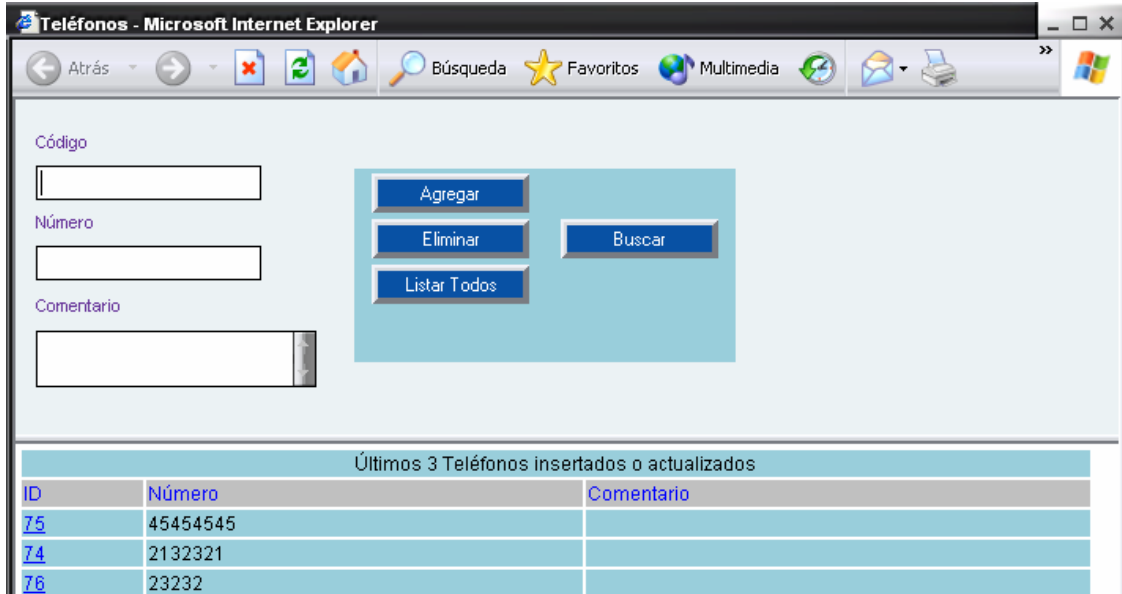 Teléfonos - Microsoft Internet Explorer
Atrás Búsqueda Favoritos Multimedia »
Código
Número
Comentario
Agregar
Eliminar Buscar
Listar Todos
Últimos 3 Teléfonos insertados o actualizados
ID Número Comentario
75 45454545
74 2132321
76 23232